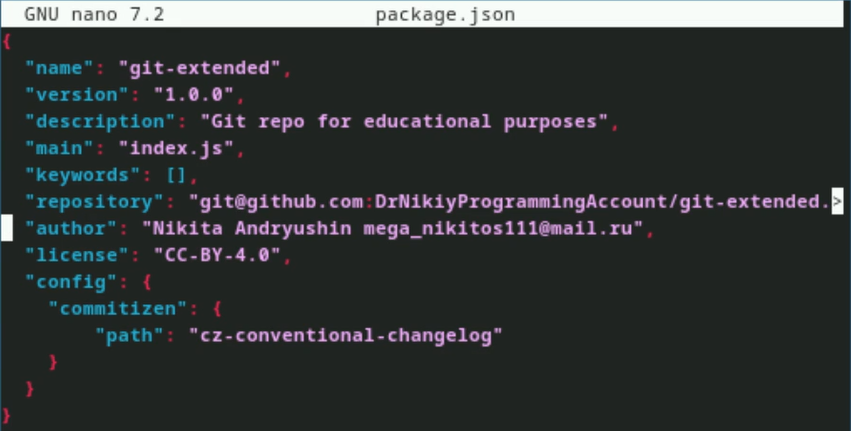 GNU nano 7.2 package.json
{
  "name": "git-extended",
  "version": "1.0.0",
  "description": "Git repo for educational purposes",
  "main": "index.js",
  "keywords": [],
  "repository": "git@github.com:DrNikiyProgrammingAccount/git-extended.>
  "author": "Nikita Andryushin mega_nikitos111@mail.ru",
  "license": "CC-BY-4.0",
  "config": {
    "commitizen": {
        "path": "cz-conventional-changelog"
    }
  }
}